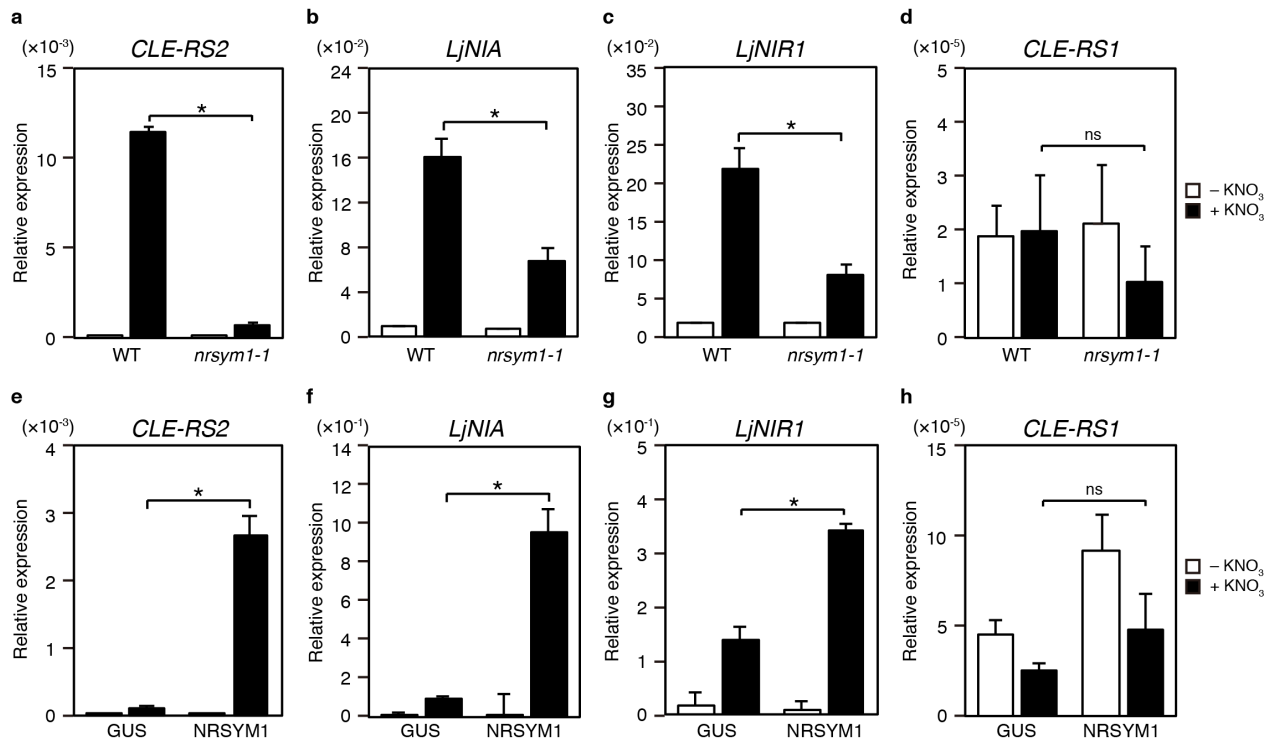 a
(×10-3)
CLE-RS2
15
10
5
0
Relative expression
*
WT nrsym1-1
b
(×10-2)
LjNIA
24
20
16
12
8
4
0
Relative expression
*
WT nrsym1-1
c
(×10-2)
LjNIR1
35
30
25
20
15
10
5
0
Relative expression
*
WT nrsym1-1
d
(×10-5)
CLE-RS1
5
4
3
2
1
0
Relative expression
ns
WT nrsym1-1
– KNO3
+ KNO3
e
(×10-3)
CLE-RS2
4
3
2
1
0
Relative expression
*
GUS NRSYM1
f
(×10-1)
LjNIA
14
12
10
8
6
4
2
0
Relative expression
*
GUS NRSYM1
g
(×10-1)
LjNIR1
5
4
3
2
1
0
Relative expression
*
GUS NRSYM1
h
(×10-5)
CLE-RS1
15
10
5
0
Relative expression
ns
GUS NRSYM1
– KNO3
+ KNO3